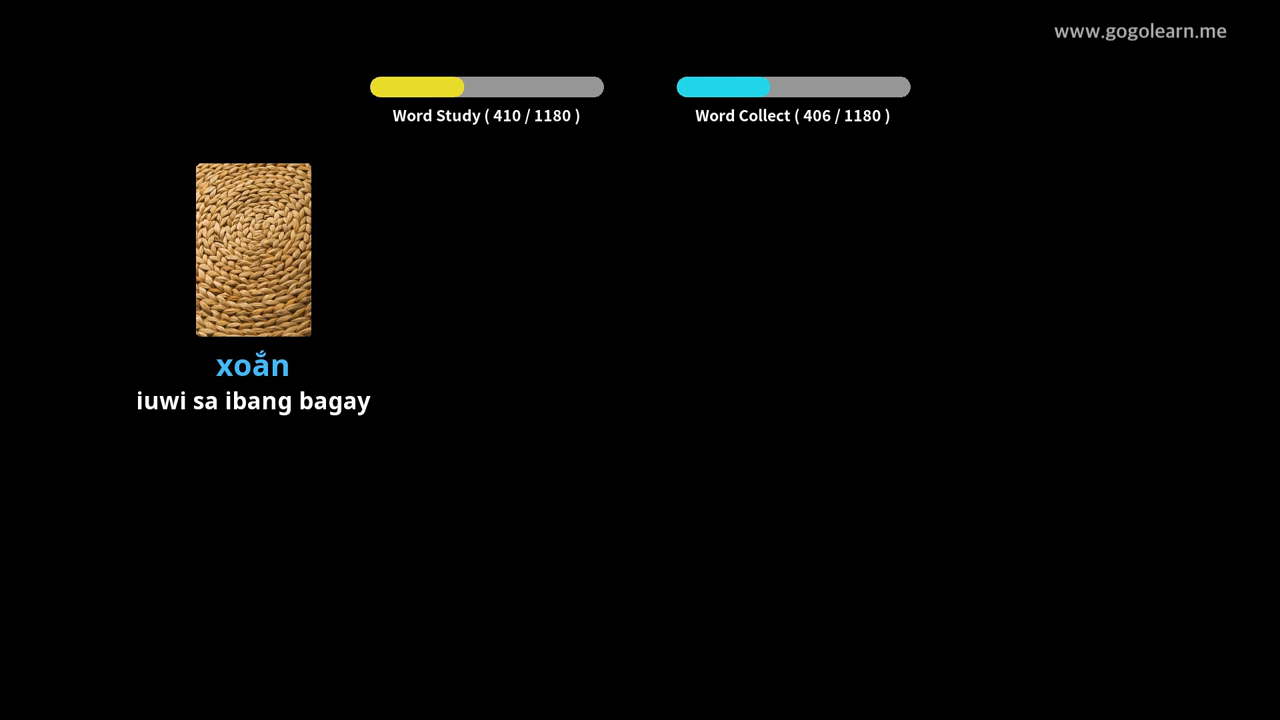 www.gogolearn.me
Word Study ( 410 / 1180 )
Word Collect ( 406 / 1180 )
xoắn
iuwi sa ibang bagay